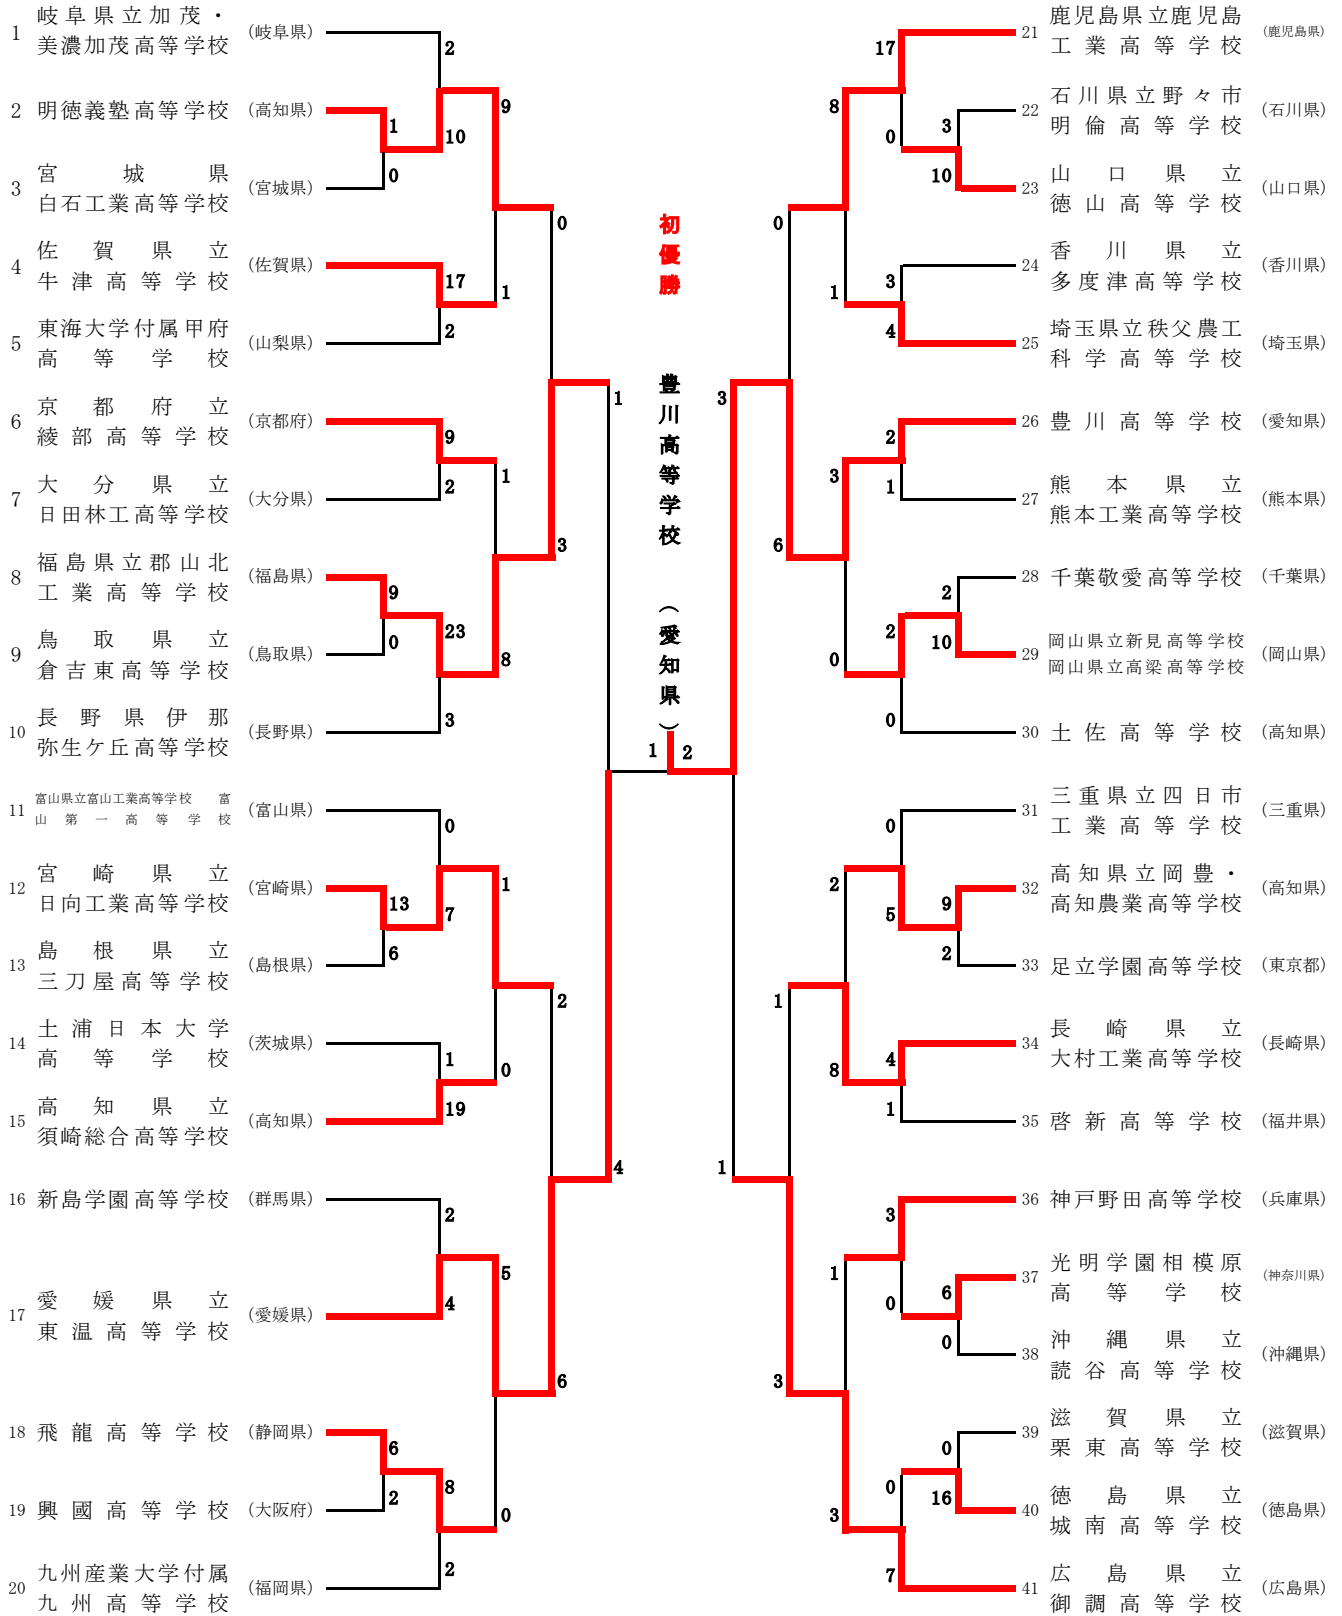 1 岐阜県立加茂・
美濃加茂高等学校 (岐阜県)
2 明徳義塾高等学校 (高知県)
3 宮城県
白石工業高等学校 (宮城県)
4 佐賀県立
牛津高等学校 (佐賀県)
5 東海大学付属甲府
高等学校 (山梨県)
6 京都府立
綾部高等学校 (京都府)
7 大分県立
日田林工高等学校 (大分県)
8 福島県立郡山北
工業高等学校 (福島県)
9 鳥取県立
倉吉東高等学校 (鳥取県)
10 長野県伊那
弥生ケ丘高等学校 (長野県)
11 富山県立富山工業高等学校 富
山第一高等学校 (富山県)
12 宮崎県立
日向工業高等学校 (宮崎県)
13 島根県立
三刀屋高等学校 (島根県)
14 土浦日本大学
高等学校 (茨城県)
15 高知県立
須崎総合高等学校 (高知県)
16 新島学園高等学校 (群馬県)
17 愛媛県立
東温高等学校 (愛媛県)
18 飛龍高等学校 (静岡県)
19 興國高等学校 (大阪府)
20 九州産業大学付属
九州高等学校 (福岡県)
2
10
1
0
17
2
9
2
9
0
23
3
0
7
13
6
1
19
2
4
6
2
8
2
9
1
1
8
1
0
5
0
0
3
2
6
1
4
初優勝
豊川高等学校 (愛知県)
1 2
3
1
0
6
1
3
8
1
3
0
2
8
1
3
17
0
3
10
3
4
2
1
2
10
2
0
0
5
9
2
4
1
3
0
6
0
0
16
0
7
21 鹿児島県立鹿児島
工業高等学校 (鹿児島県)
22 石川県立野々市
明倫高等学校 (石川県)
23 山口県立
徳山高等学校 (山口県)
24 香川県立
多度津高等学校 (香川県)
25 埼玉県立秩父農工
科学高等学校 (埼玉県)
26 豊川高等学校 (愛知県)
27 熊本県立
熊本工業高等学校 (熊本県)
28 千葉敬愛高等学校 (千葉県)
29 岡山県立新見高等学校
岡山県立高梁高等学校 (岡山県)
30 土佐高等学校 (高知県)
31 三重県立四日市
工業高等学校 (三重県)
32 高知県立岡豊・
高知農業高等学校 (高知県)
33 足立学園高等学校 (東京都)
34 長崎県立
大村工業高等学校 (長崎県)
35 啓新高等学校 (福井県)
36 神戸野田高等学校 (兵庫県)
37 光明学園相模原
高等学校 (神奈川県)
38 沖縄県立
読谷高等学校 (沖縄県)
39 滋賀県立
栗東高等学校 (滋賀県)
40 徳島県立
城南高等学校 (徳島県)
41 広島県立
御調高等学校 (広島県)